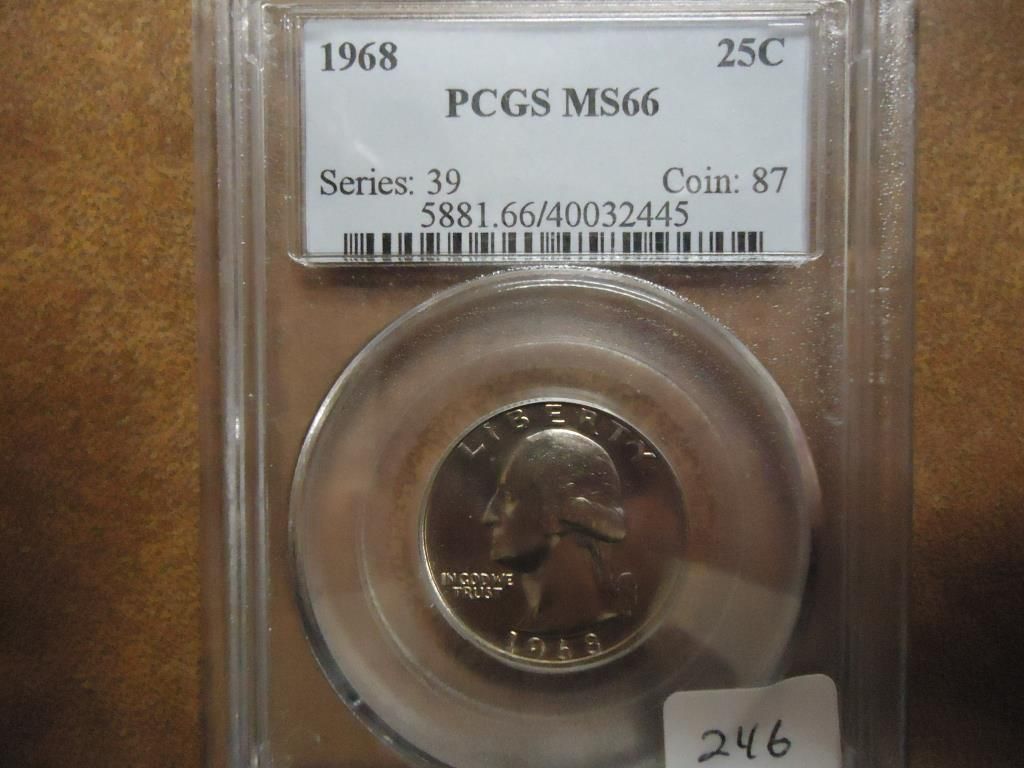 1968 25C
PCGS MS66
Series: 39 Coin: 87
5881.66/40032445
LIBERTY
IN GOD WE
TRUST
1968
246